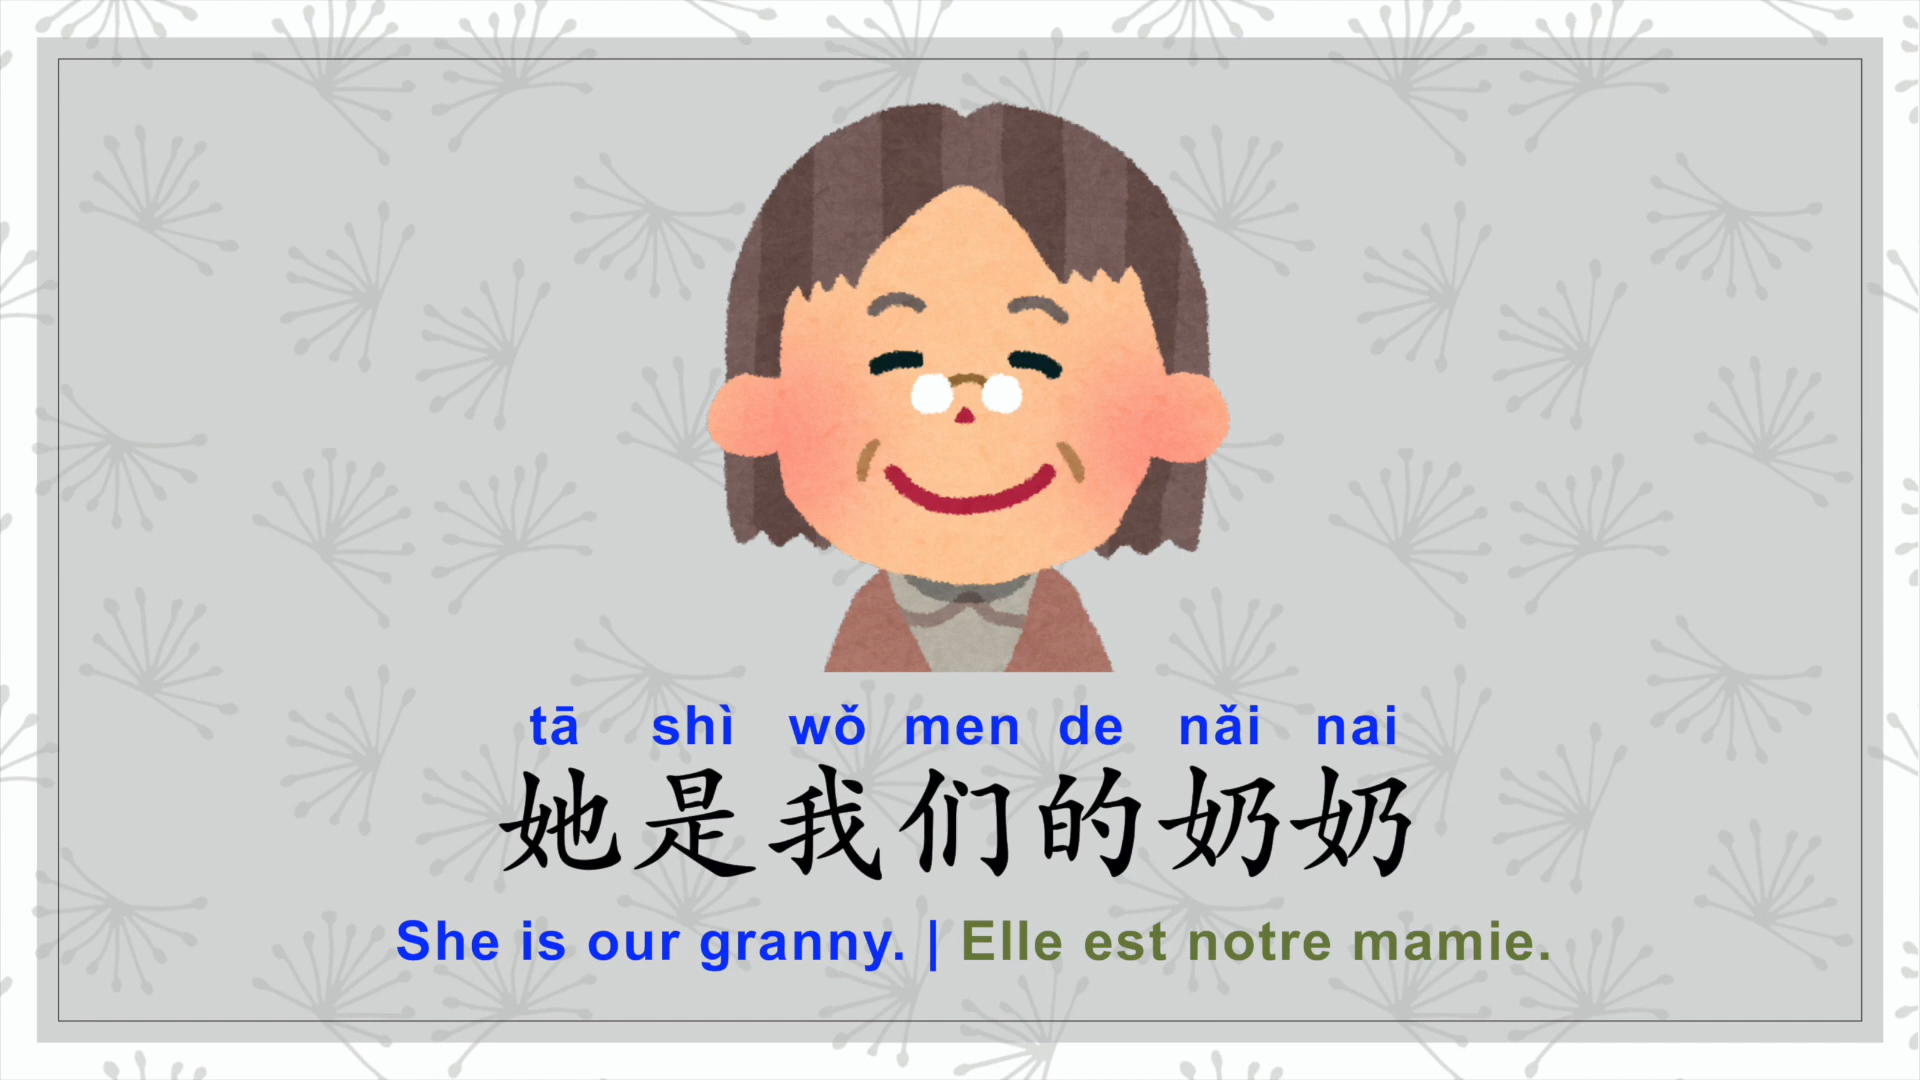 tā shì wǒ men de nǎi nai
她是我们的奶奶
She is our granny. | Elle est notre mamie.